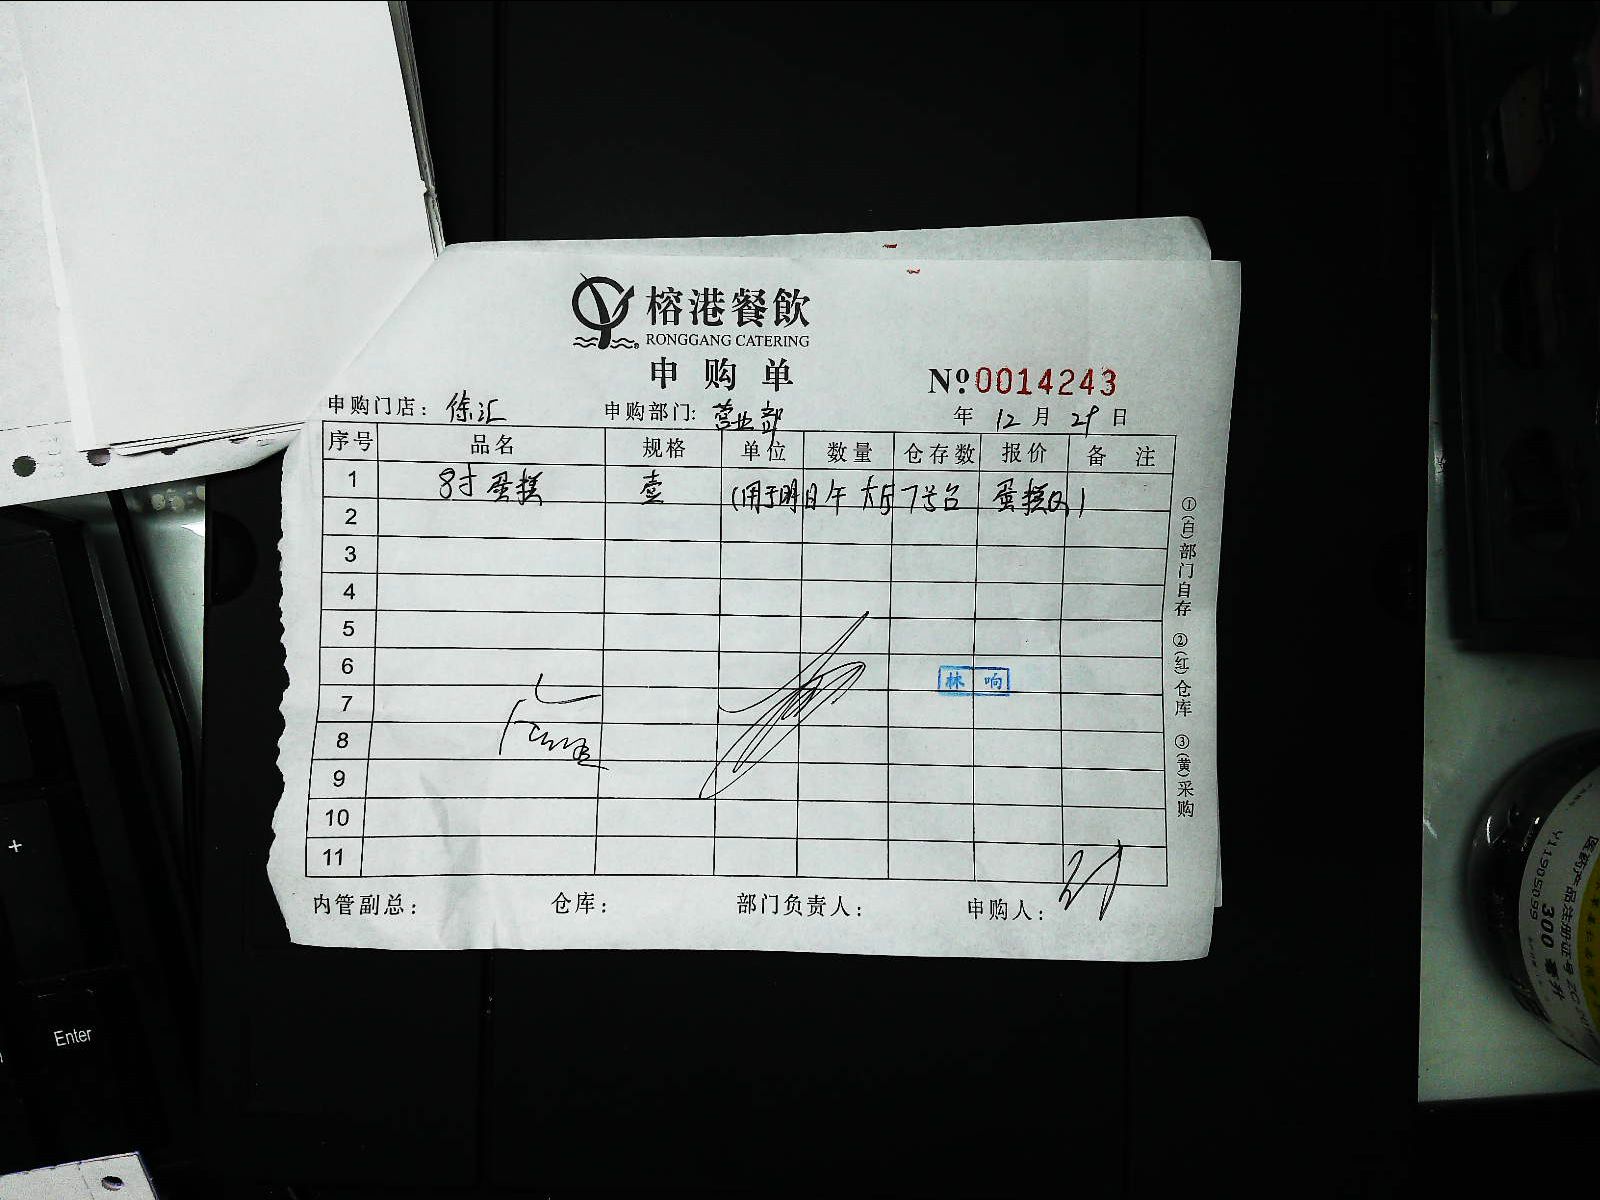 榕港餐飲
RONGGANG CATERING
申购单
№0014243
申购门店：徐汇 申购部门：营业部 年 12 月 29 日
序号 品名 规格 单位 数量 仓存数 报价 备注
1 8寸蛋糕 壹 (用于明日午 大厅7号台 蛋糕
2
3
4
5
6
林响
7
8
9
10
11
内管副总： 仓库： 部门负责人： 申购人：
①(白)部门自存 ②(红)仓库 ③(黄)采购
+
Enter
Y11905099
300 毫升